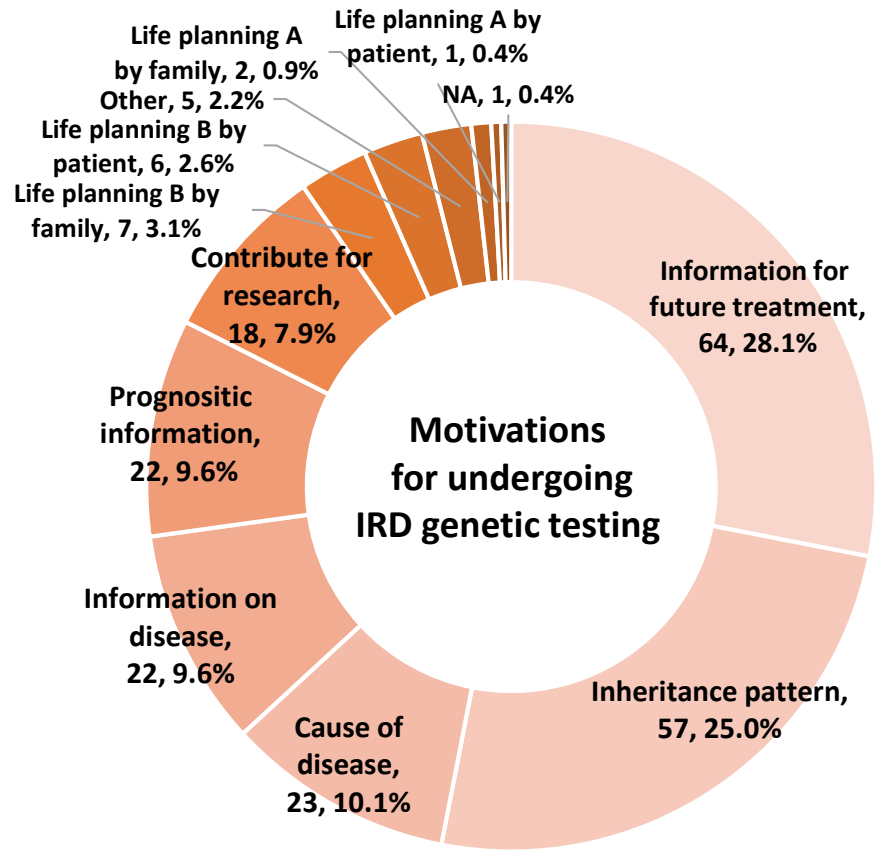 Life planning A by
patient, 1, 0.4%
Life planning A
by family, 2, 0.9%
NA, 1, 0.4%
Other, 5, 2.2%
Life planning B by
patient, 6, 2.6%
Life planning B by
family, 7, 3.1%
Contribute for
research,
18, 7.9%
Information for
future treatment,
64, 28.1%
Prognositic
information,
22, 9.6%
Motivations
for undergoing
IRD genetic testing
Information on
disease,
22, 9.6%
Inheritance pattern,
57, 25.0%
Cause of
disease,
23, 10.1%